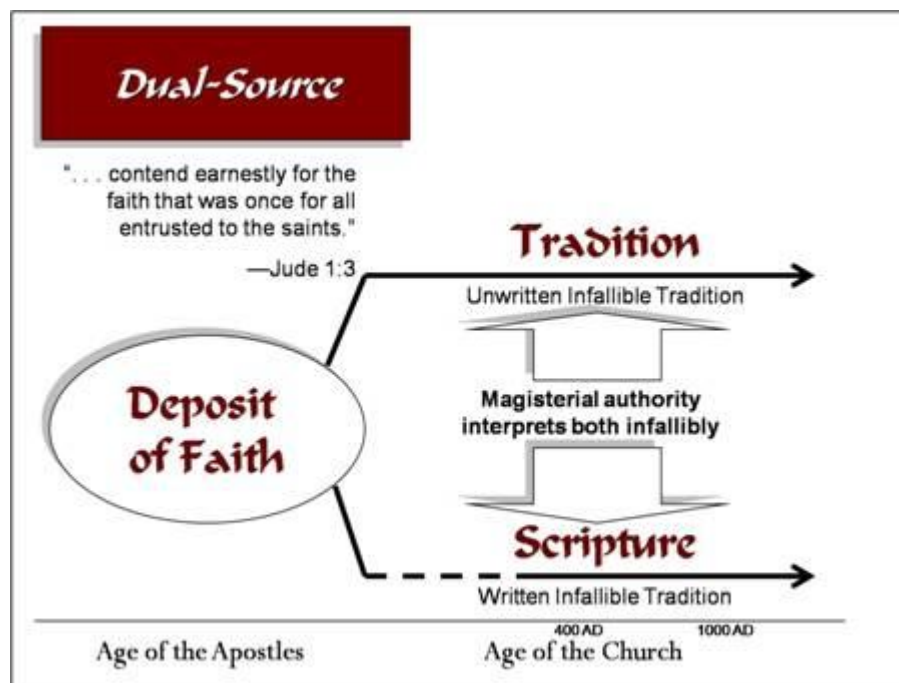 Dual-Source
". . . contend earnestly for the
faith that was once for all
entrusted to the saints."
—Jude 1:3
Tradition
Unwritten Infallible Tradition
Deposit
of Faith
Magisterial authority
interprets both infallibly
Scripture
Written Infallible Tradition
400 AD
1000 AD
Age of the Apostles
Age of the Church